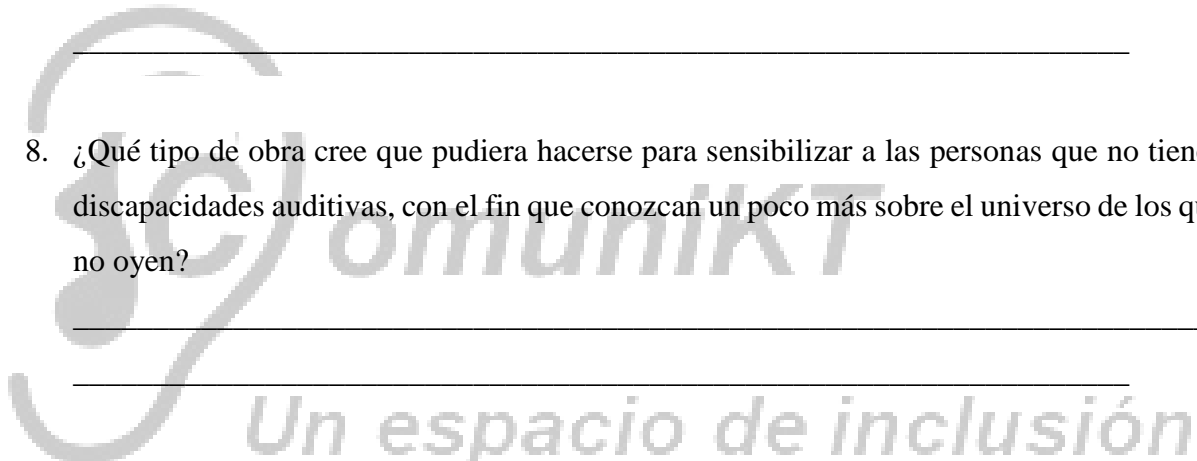 8. ¿Qué tipo de obra cree que pudiera hacerse para sensibilizar a las personas que no tien
discapacidades auditivas, con el fin que conozcan un poco más sobre el universo de los q
no oyen?
ComuniKT
Un espacio de inclusión